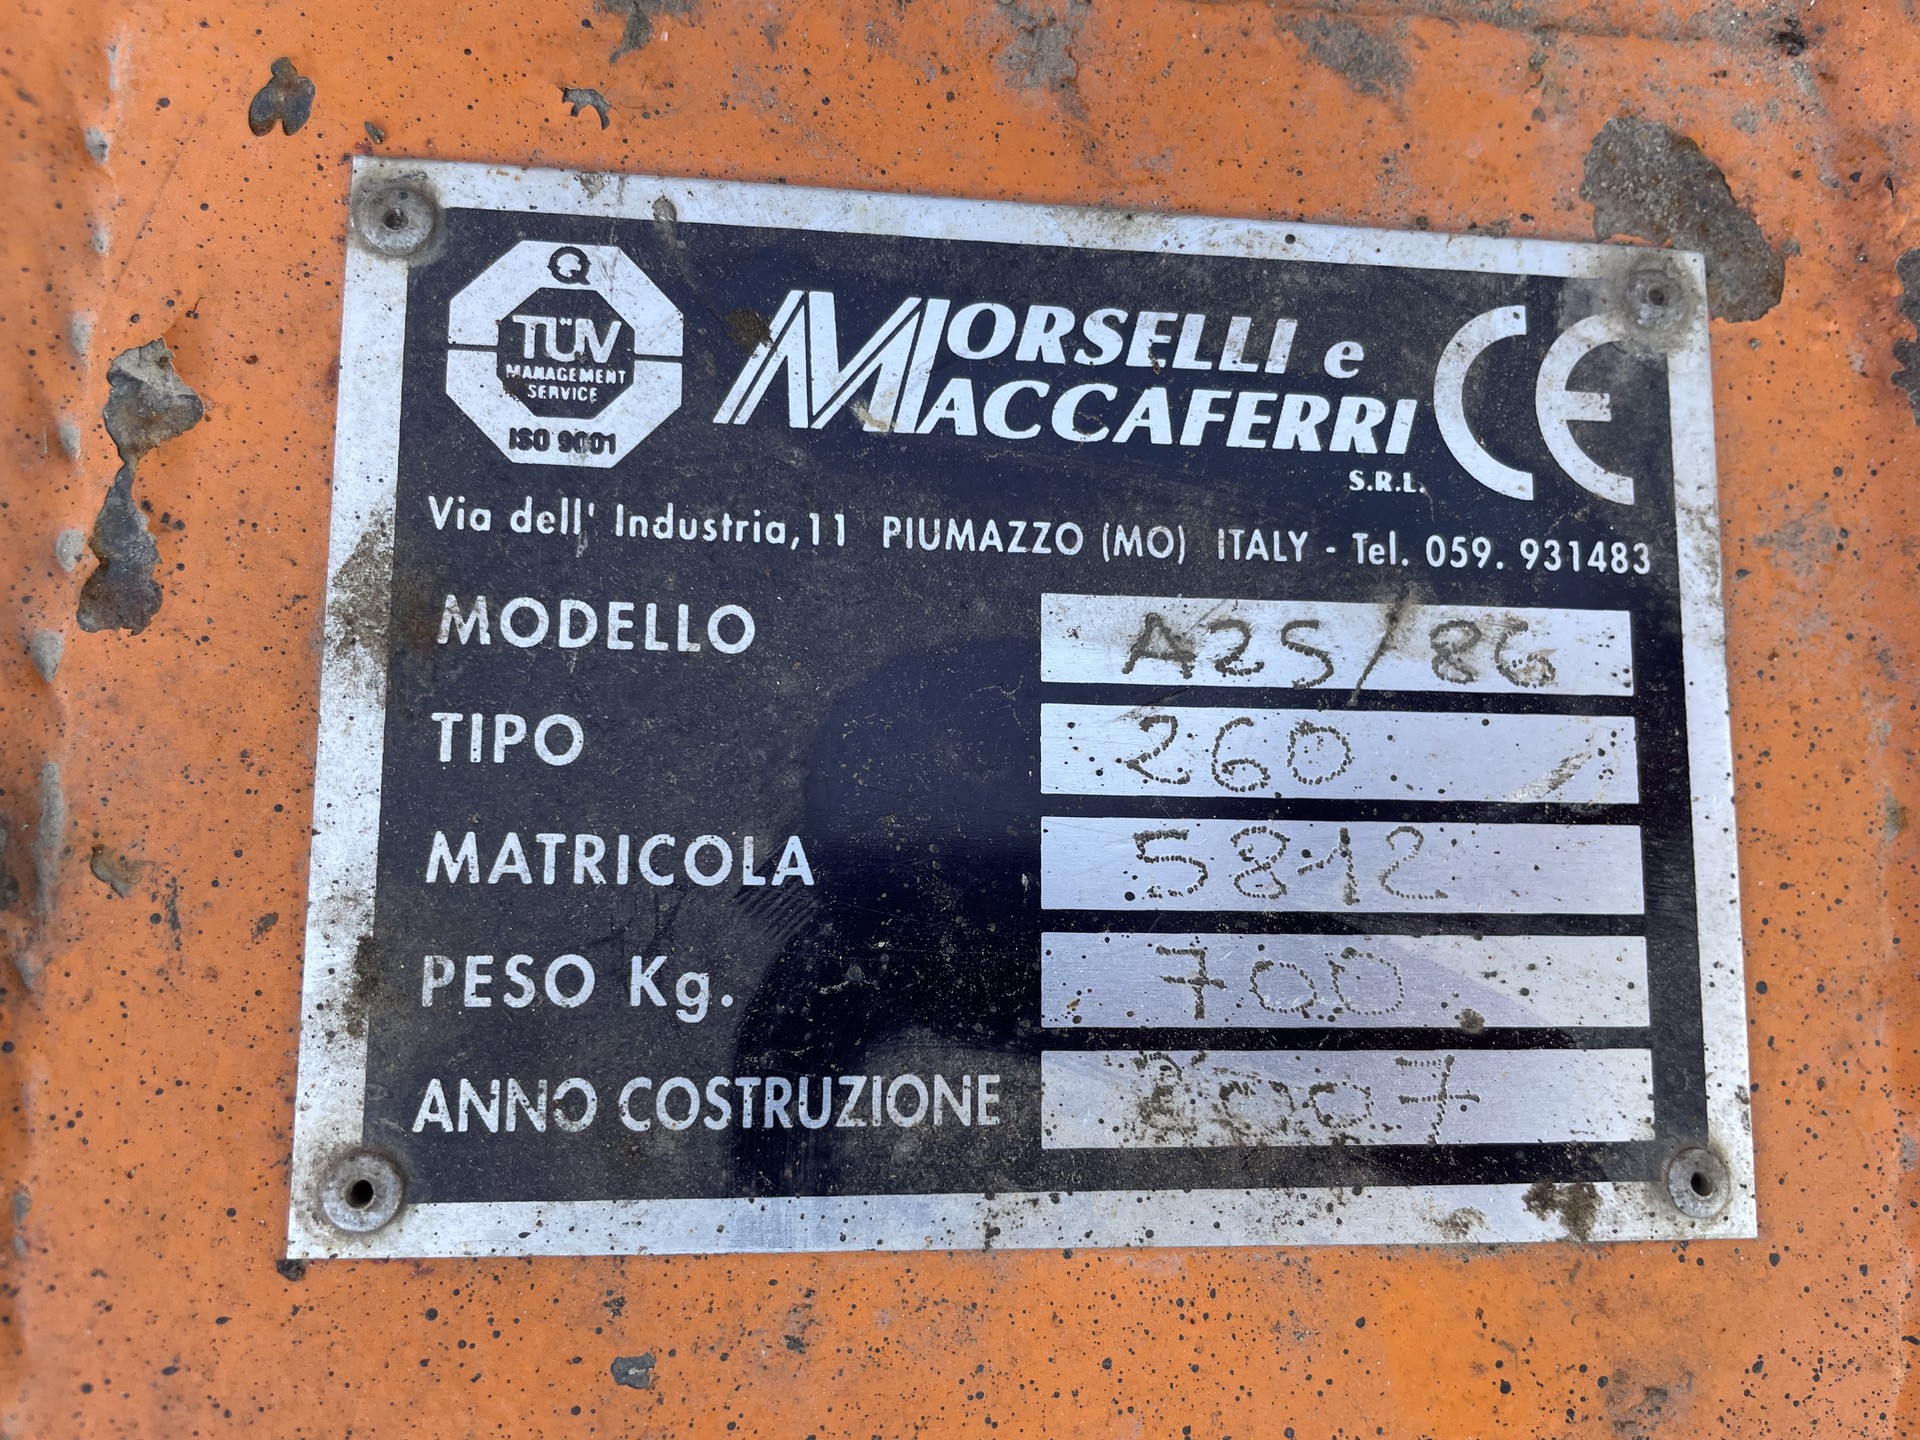 Q
TÜV
MANAGEMENT
SERVICE
ISO 9001
MORSELLI e
MACCAFERRI
S.R.L.
CE
Via dell' Industria,11 PIUMAZZO (MO) ITALY - Tel. 059. 931483
MODELLO A25/86
TIPO 260
MATRICOLA 5812
PESO Kg. 700
ANNO COSTRUZIONE 2007